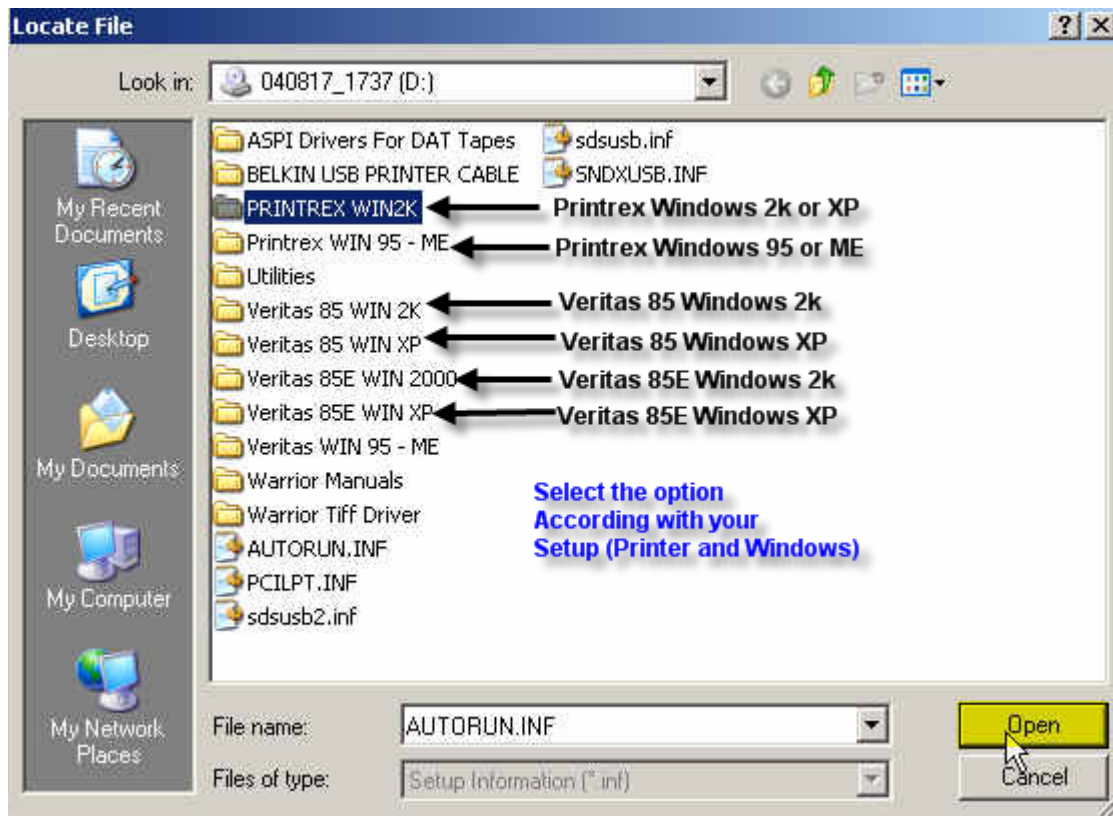 Locate File
Look in:
040817_1737 (D:)
My Recent
Documents
Desktop
My Documents
My Computer
My Network
Places
ASPI Drivers For DAT Tapes
BELKIN USB PRINTER CABLE
PRINTREX WIN2K
Printrex WIN 95 - ME
Utilities
Veritas 85 WIN 2K
Veritas 85 WIN XP
Veritas 85E WIN 2000
Veritas 85E WIN XP
Veritas WIN 95 - ME
Warrior Manuals
Warrior Tiff Driver
AUTORUN.INF
PCILPT.INF
sdsusb2.inf
sdsusb.inf
SNDXUSB.INF
Printrex Windows 2k or XP
Printrex Windows 95 or ME
Veritas 85 Windows 2k
Veritas 85 Windows XP
Veritas 85E Windows 2k
Veritas 85E Windows XP
Select the option
According with your
Setup (Printer and Windows)
File name:
AUTORUN.INF
Open
Files of type:
Setup Information (*.inf)
Cancel